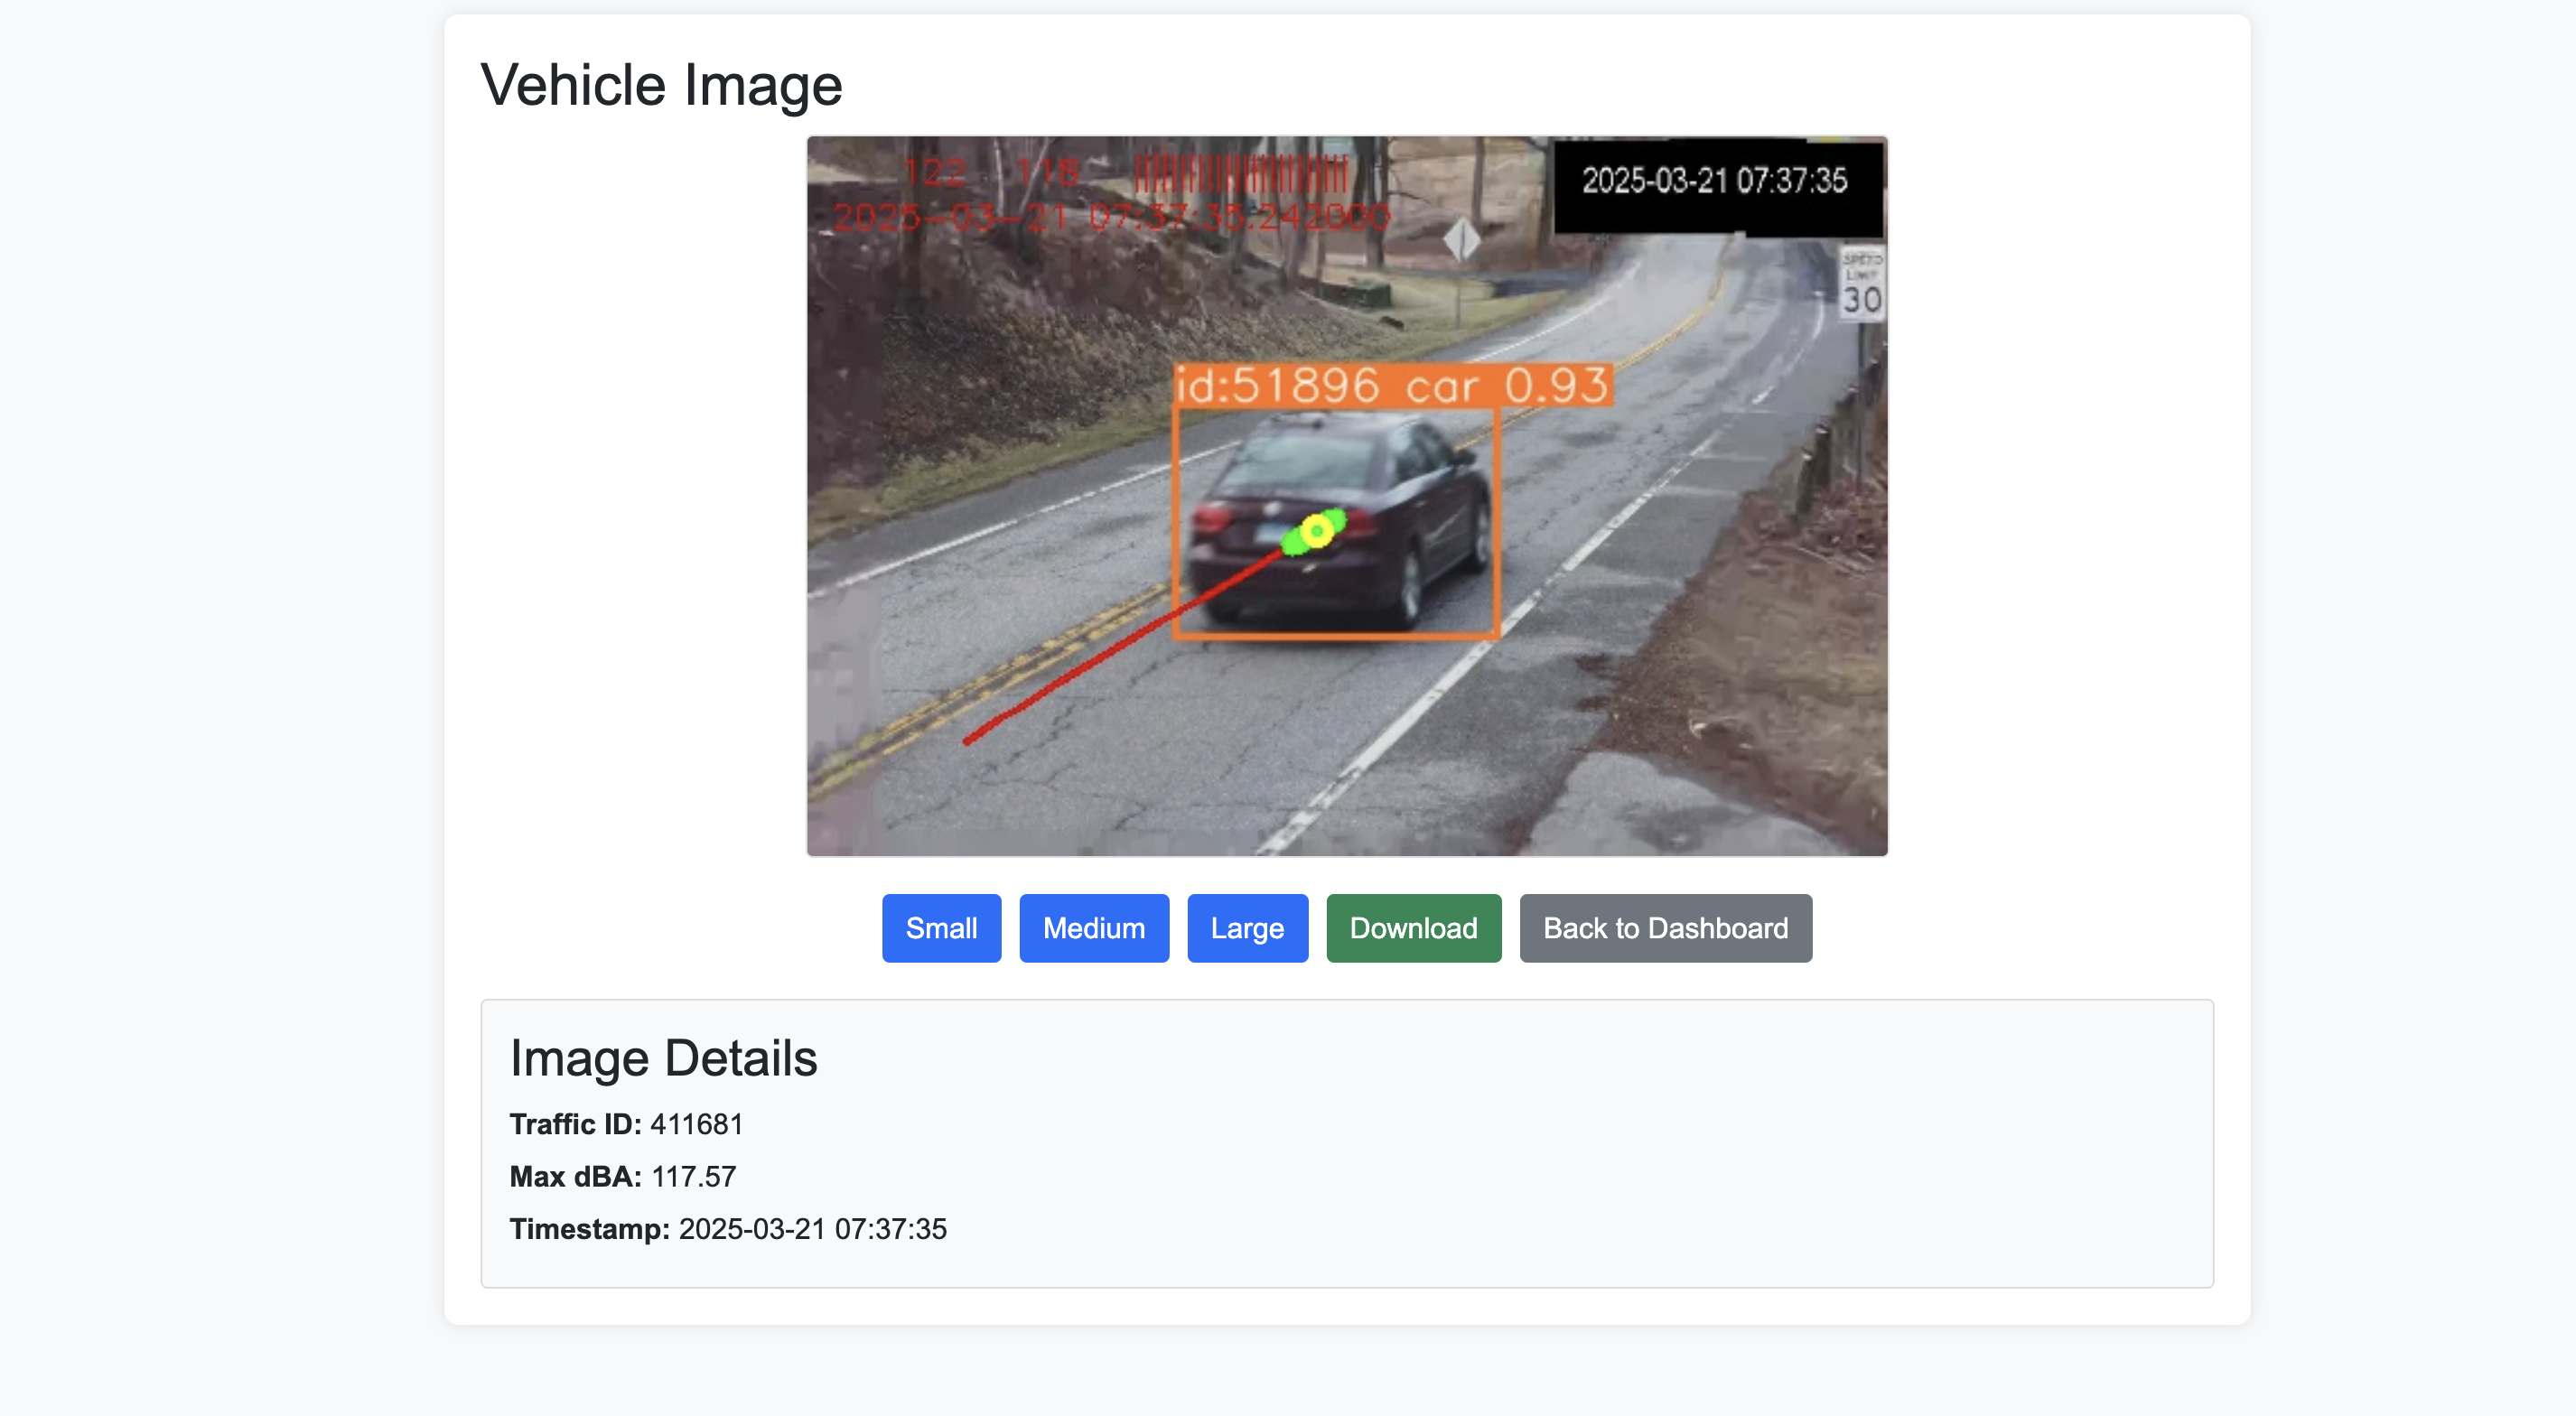 Vehicle Image
122 118
2025-03-21 07:37:35
2025-03-21 07:37:35.242000
SPEED
LIMIT
30
id:51896 car 0.93
Small Medium Large Download Back to Dashboard
Image Details
Traffic ID: 411681
Max dBA: 117.57
Timestamp: 2025-03-21 07:37:35